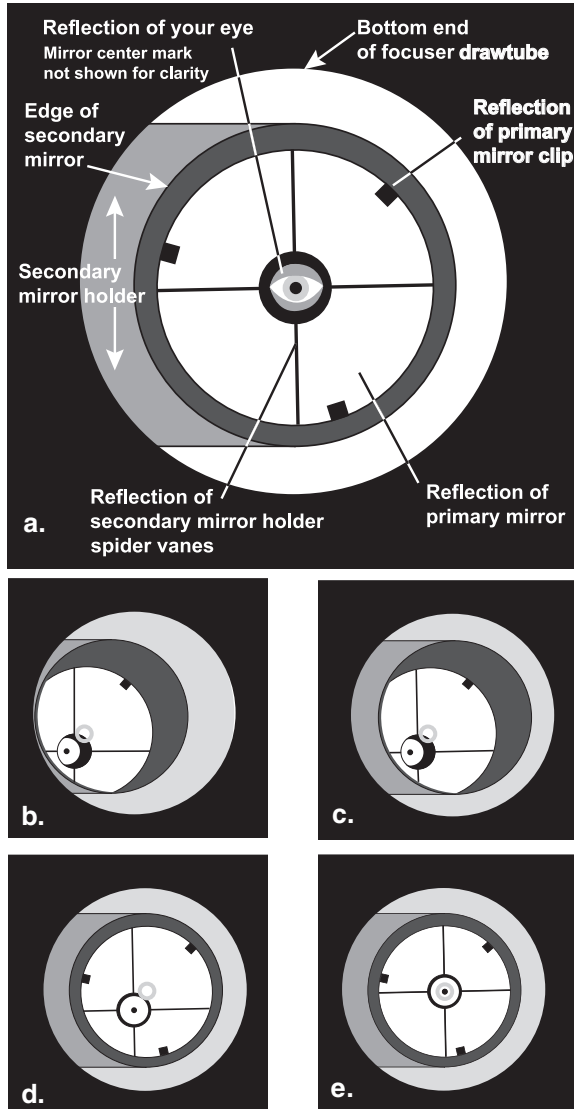 Reflection of your eye
Mirror center mark
not shown for clarity
Bottom end
of focuser drawtube
Edge of
secondary
mirror
Reflection
of primary
mirror clip
Secondary
mirror holder
Reflection of
secondary mirror holder
spider vanes
Reflection of
primary mirror
a.
b.
c.
d.
e.